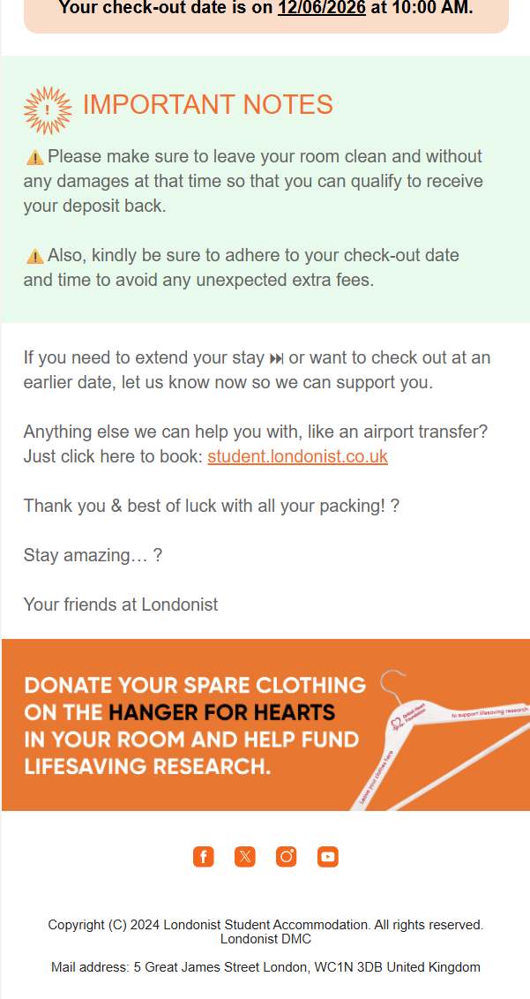 Your check-out date is on 12/06/2026 at 10:00 AM.
! IMPORTANT NOTES
⚠️Please make sure to leave your room clean and without
any damages at that time so that you can qualify to receive
your deposit back.
⚠️Also, kindly be sure to adhere to your check-out date
and time to avoid any unexpected extra fees.
If you need to extend your stay ⏭ or want to check out at an
earlier date, let us know now so we can support you.
Anything else we can help you with, like an airport transfer?
Just click here to book: student.londonist.co.uk
Thank you & best of luck with all your packing! ?
Stay amazing… ?
Your friends at Londonist
DONATE YOUR SPARE CLOTHING
ON THE HANGER FOR HEARTS
IN YOUR ROOM AND HELP FUND
LIFESAVING RESEARCH.
British Heart
Foundation
to support lifesaving research
Leave your clothes here
Copyright (C) 2024 Londonist Student Accommodation. All rights reserved.
Londonist DMC
Mail address: 5 Great James Street London, WC1N 3DB United Kingdom